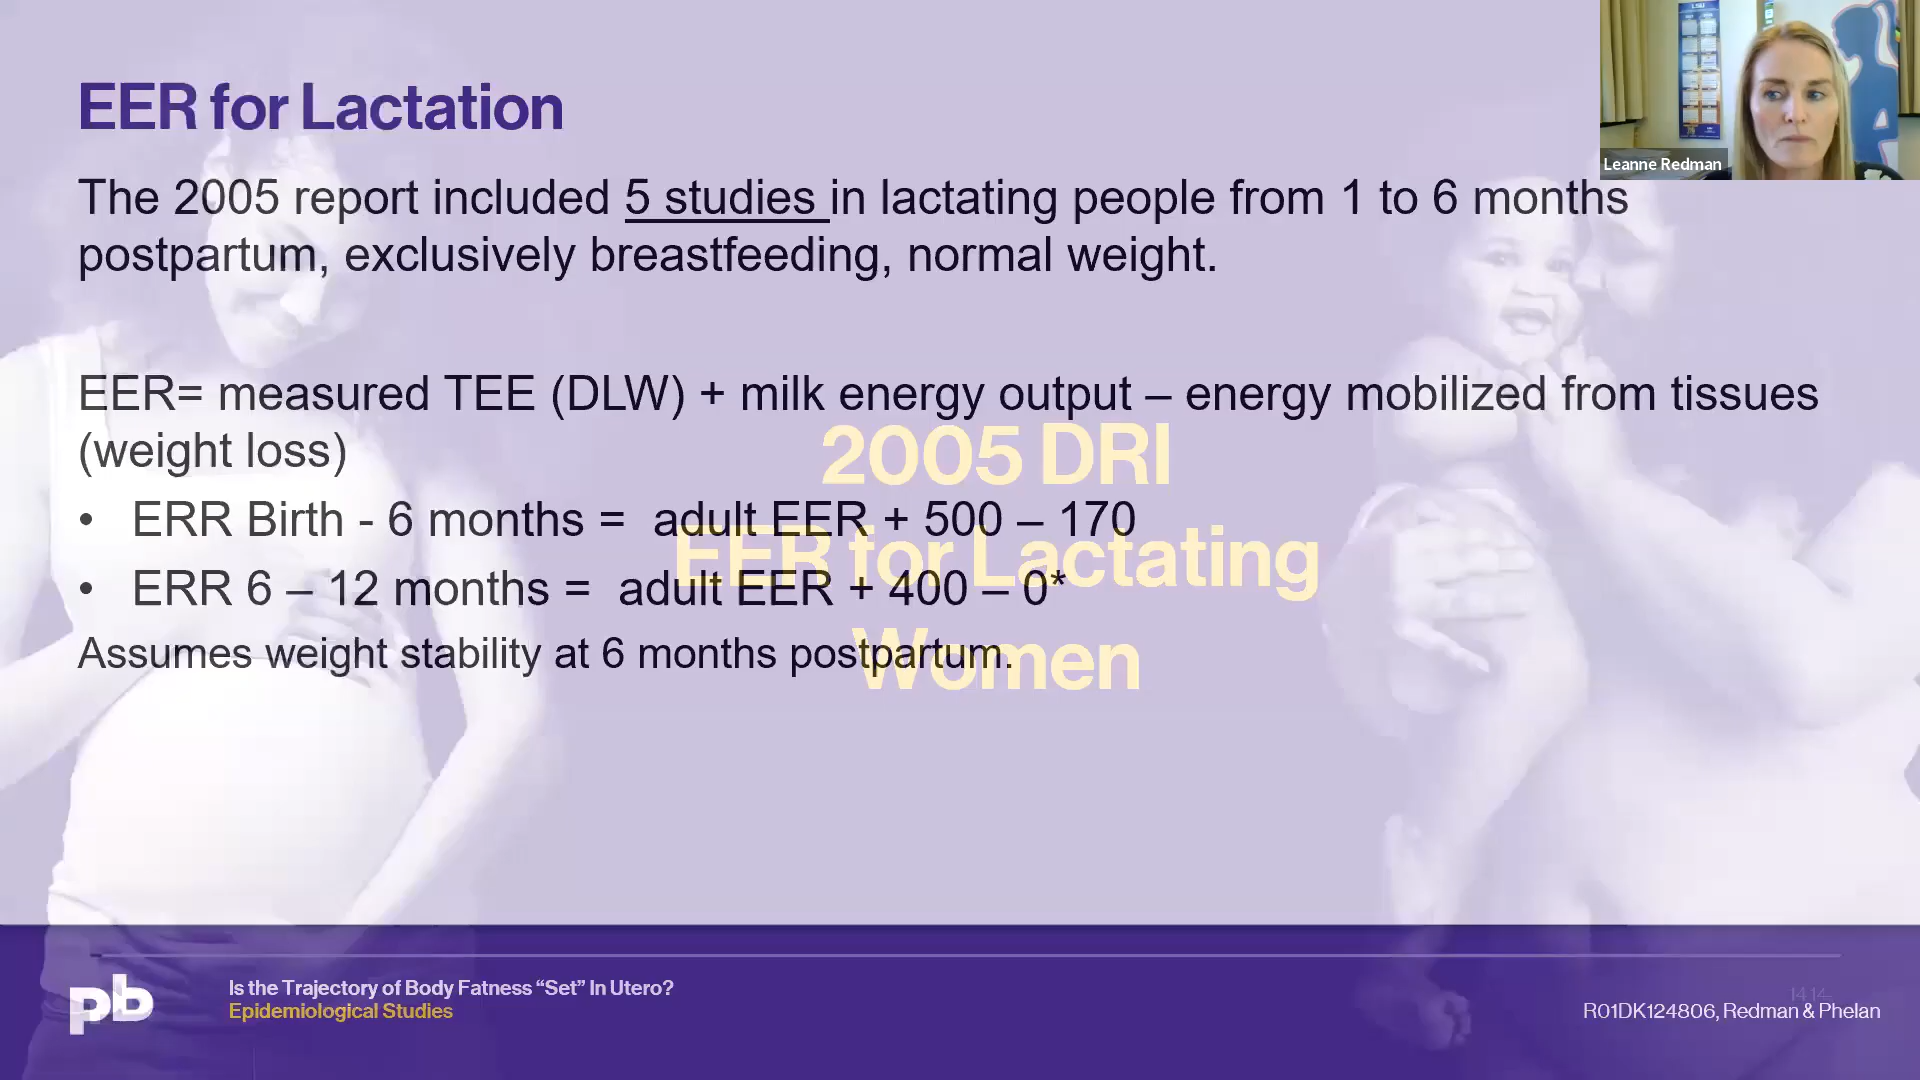 EER for Lactation
Leanne Redman
The 2005 report included 5 studies in lactating people from 1 to 6 months
postpartum, exclusively breastfeeding, normal weight.
EER= measured TEE (DLW) + milk energy output – energy mobilized from tissues
(weight loss)
• ERR Birth - 6 months = adult EER + 500 – 170
• ERR 6 – 12 months = adult EER + 400 – 0*
Assumes weight stability at 6 months postpartum.
2005 DRI
EER for Lactating
Women
pb
Is the Trajectory of Body Fatness “Set” In Utero?
Epidemiological Studies
R01DK124806, Redman & Phelan